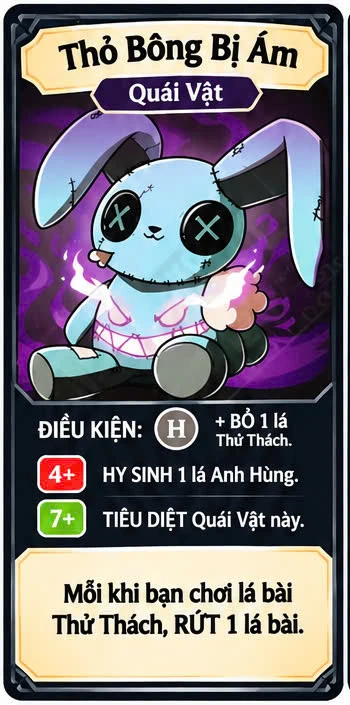 Thỏ Bông Bị Ám
Quái Vật
ĐIỀU KIỆN: H + BỎ 1 lá
Thử Thách.
4+ HY SINH 1 lá Anh Hùng.
7+ TIÊU DIỆT Quái Vật này.
Mỗi khi bạn chơi lá bài
Thử Thách, RÚT 1 lá bài.